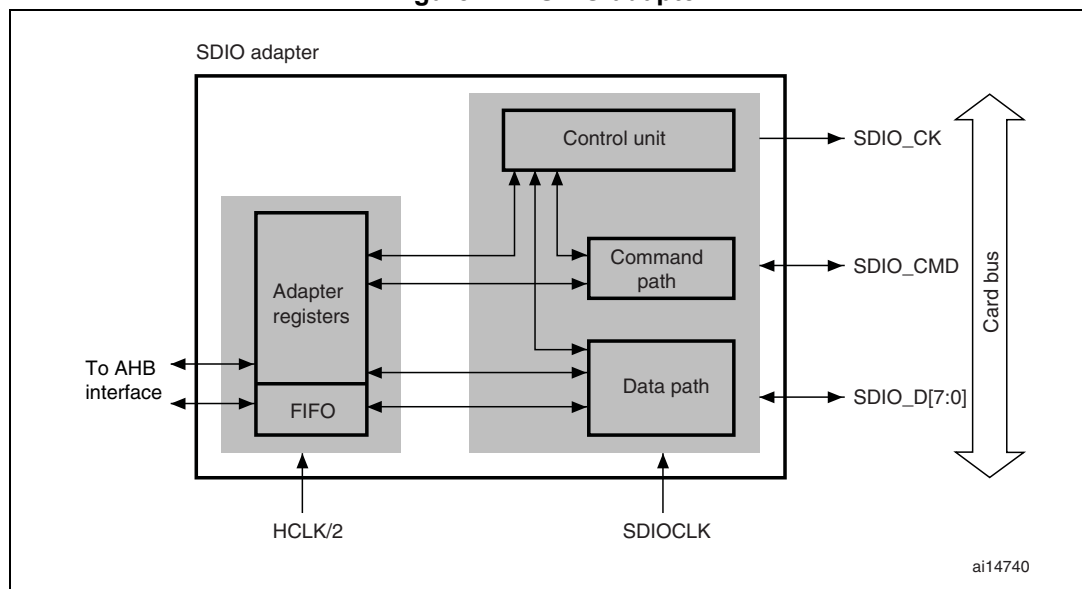 SDIO adapter
Control unit
SDIO_CK
Command
path
SDIO_CMD
Adapter
registers
Card bus
To AHB
interface
FIFO
Data path
SDIO_D[7:0]
HCLK/2
SDIOCLK
ai14740